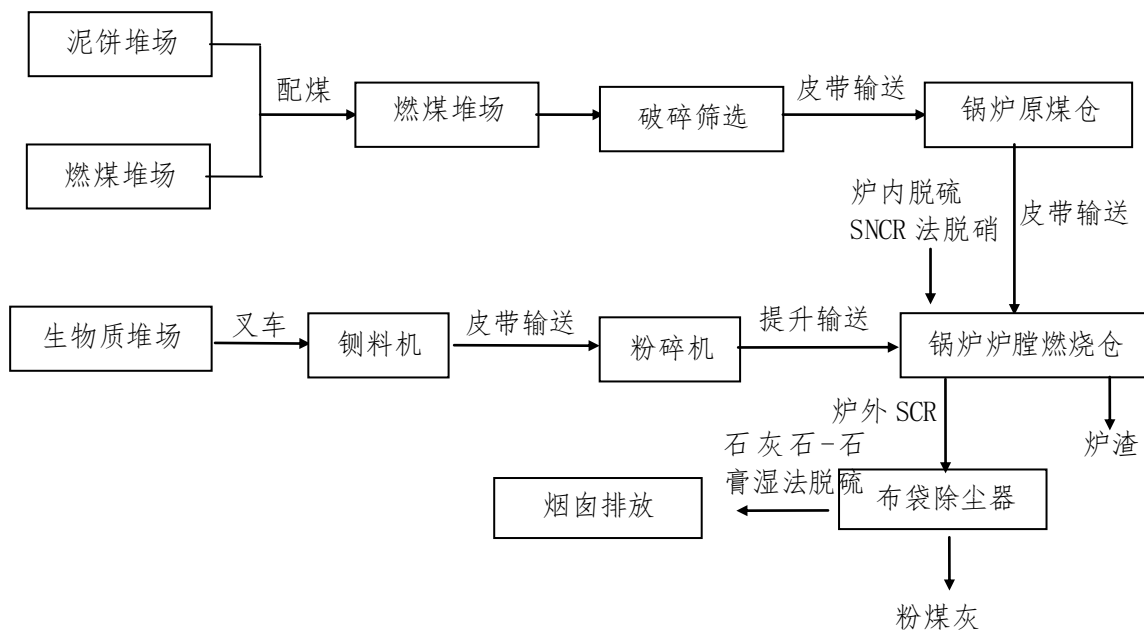 泥饼堆场
配煤
燃煤堆场
破碎筛选
皮带输送
锅炉原煤仓
燃煤堆场
炉内脱硫
SNCR 法脱硝
皮带输送
生物质堆场
叉车
铡料机
皮带输送
粉碎机
提升输送
锅炉炉膛燃烧仓
炉外 SCR
炉渣
石灰石-石
膏湿法脱硫
烟囱排放
布袋除尘器
粉煤灰